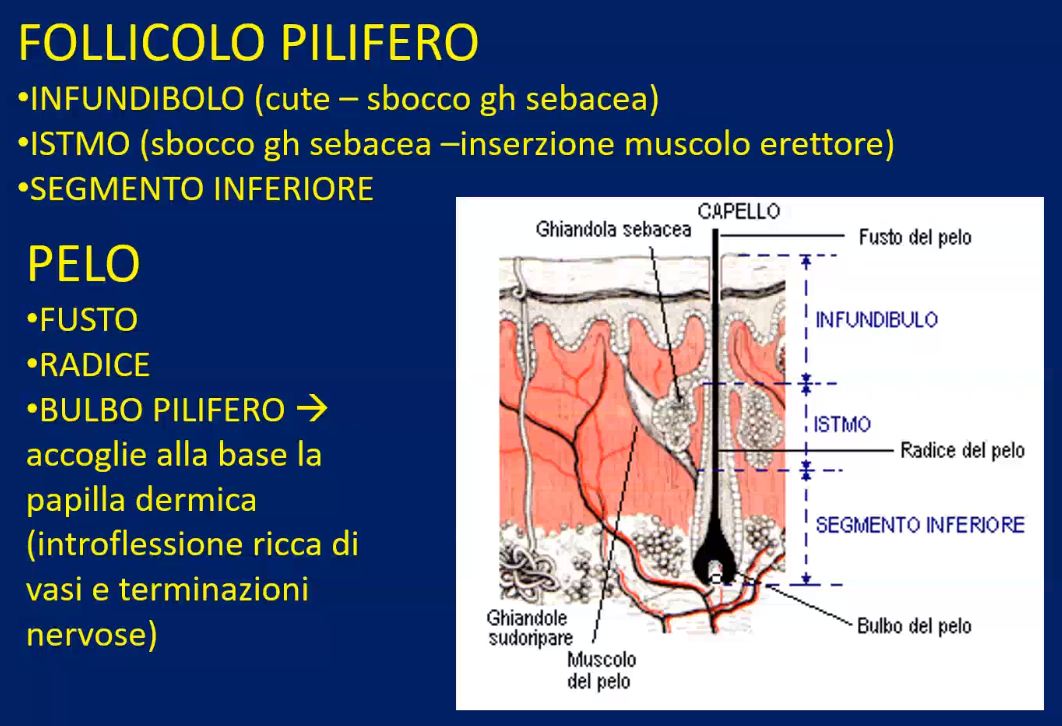 FOLLICOLO PILIFERO
•INFUNDIBOLO (cute – sbocco gh sebacea)
•ISTMO (sbocco gh sebacea –inserzione muscolo erettore)
•SEGMENTO INFERIORE
PELO
•FUSTO
•RADICE
•BULBO PILIFERO →
accoglie alla base la
papilla dermica
(introflessione ricca di
vasi e terminazioni
nervose)
CAPELLO
Ghiandola sebacea
Fusto del pelo
INFUNDIBULO
ISTMO
Radice del pelo
SEGMENTO INFERIORE
Ghiandole
sudoripare
Bulbo del pelo
Muscolo
del pelo